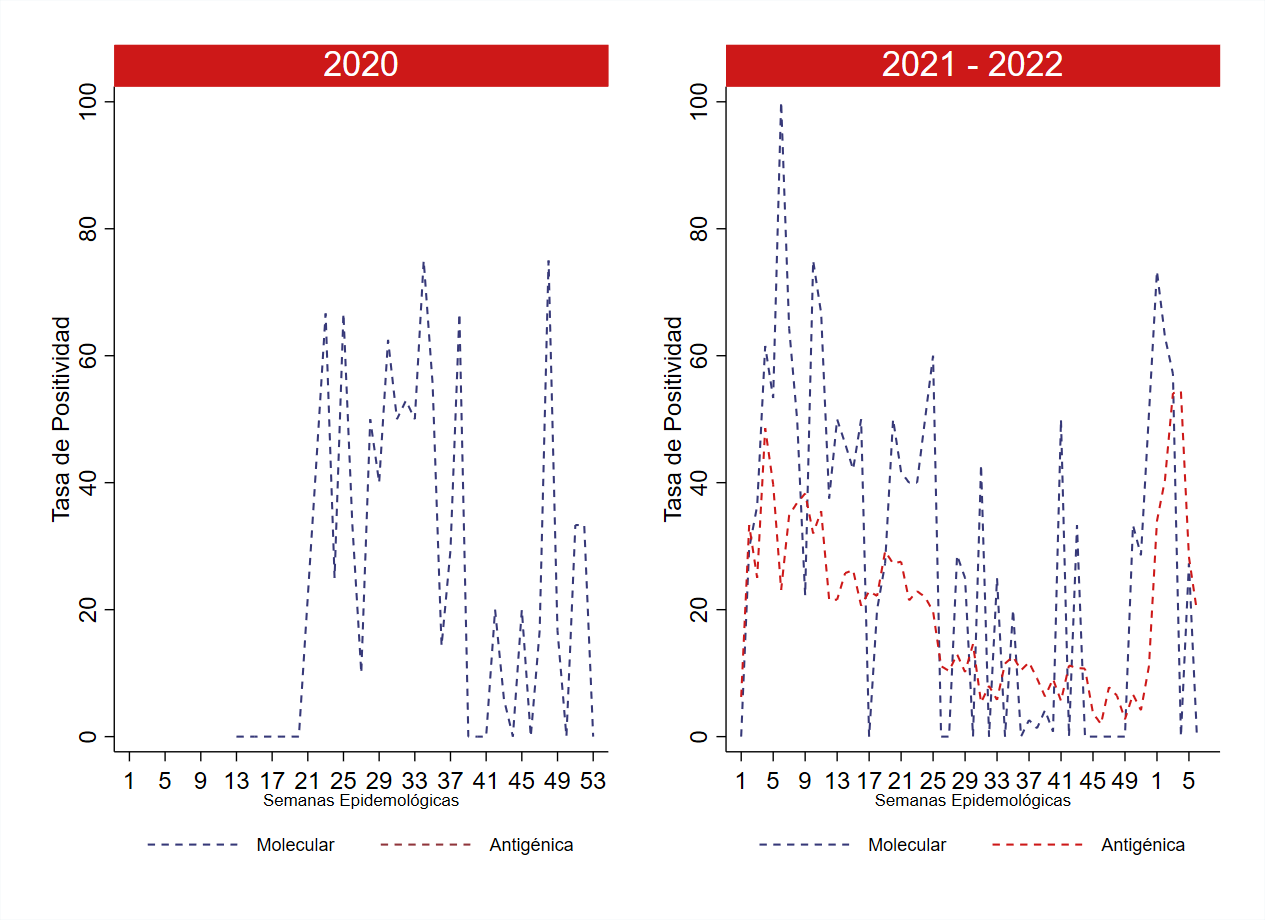 2020
100
80
60
40
20
0
Tasa de Positividad
1 5 9 13 17 21 25 29 33 37 41 45 49 53
Semanas Epidemológicas
Molecular Antigénica
2021 - 2022
100
80
60
40
20
0
Tasa de Positividad
1 5 9 13 17 21 25 29 33 37 41 45 49 1 5
Semanas Epidemológicas
Molecular Antigénica